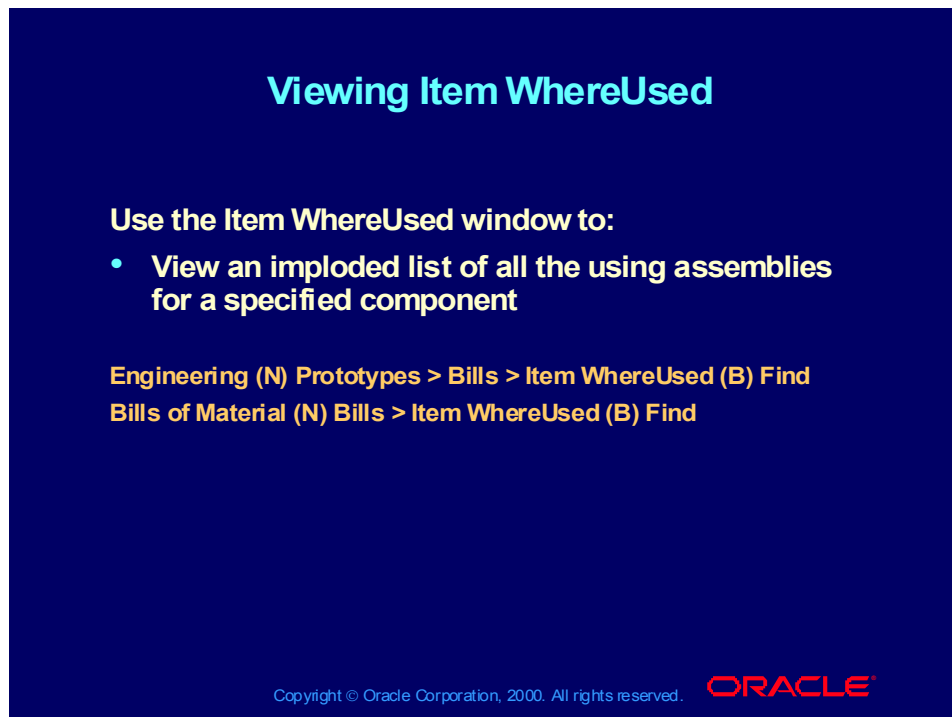 Viewing Item WhereUsed
Use the Item WhereUsed window to:
• View an imploded list of all the using assemblies
for a specified component
Engineering (N) Prototypes > Bills > Item WhereUsed (B) Find
Bills of Material (N) Bills > Item WhereUsed (B) Find
Copyright © Oracle Corporation, 2000. All rights reserved.
ORACLE®